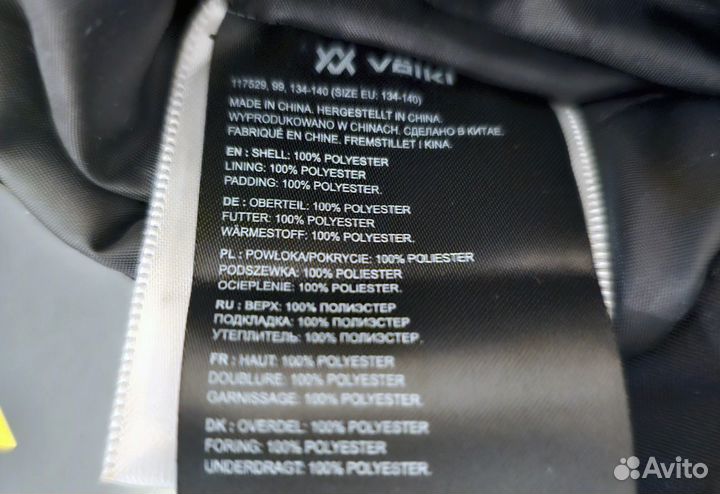 Völkl
117529, 99, 134-140 (SIZE EU: 134-140)
MADE IN CHINA. HERGESTELLT IN CHINA.
WYPRODUKOWANO W CHINACH. СДЕЛАНО В КИТАЕ.
FABRIQUÉ EN CHINE. FREMSTILLET I KINA.
EN : SHELL: 100% POLYESTER
LINING: 100% POLYESTER
PADDING: 100% POLYESTER.
DE : OBERTEIL: 100% POLYESTER
FUTTER: 100% POLYESTER
WÄRMESTOFF: 100% POLYESTER.
PL : POWŁOKA/POKRYCIE: 100% POLIESTER
PODSZEWKA: 100% POLIESTER
OCIEPLENIE: 100% POLIESTER.
RU : ВЕРХ: 100% ПОЛИЭСТЕР
ПОДКЛАДКА: 100% ПОЛИЭСТЕР
УТЕПЛИТЕЛЬ: 100% ПОЛИЭСТЕР.
FR : HAUT: 100% POLYESTER
DOUBLURE: 100% POLYESTER
GARNISSAGE: 100% POLYESTER.
DK : OVERDEL: 100% POLYESTER
FORING: 100% POLYESTER
UNDERDRAGT: 100% POLYESTER
Avito